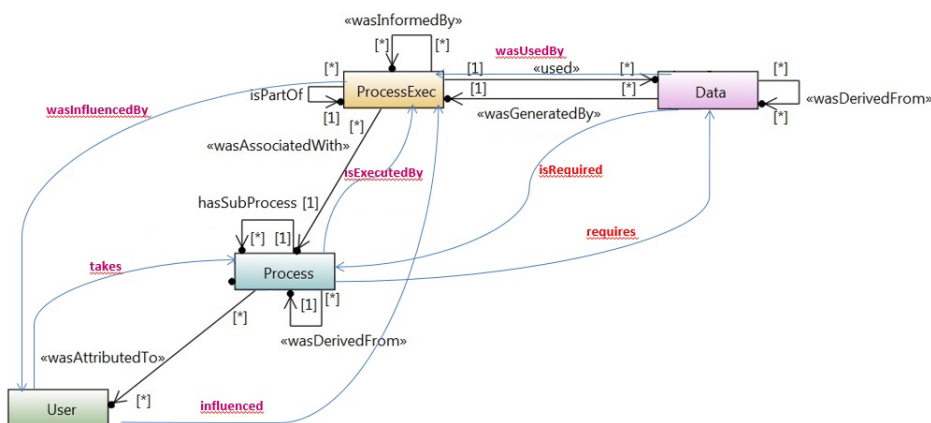 «wasInformedBy»
[*] [*]
wasUsedBy
[*] [1] «used» [*] [*]
ProcessExec Data
isPartOf [1] [*]
wasInfluencedBy [1] «wasGeneratedBy» «wasDerivedFrom»
[*] [*]
«wasAssociatedWith»
isExecutedBy isRequired
hasSubProcess [1]
[*] [1] requires
takes Process
[1] [*]
[*]
«wasDerivedFrom»
«wasAttributedTo»
[*] influenced
User